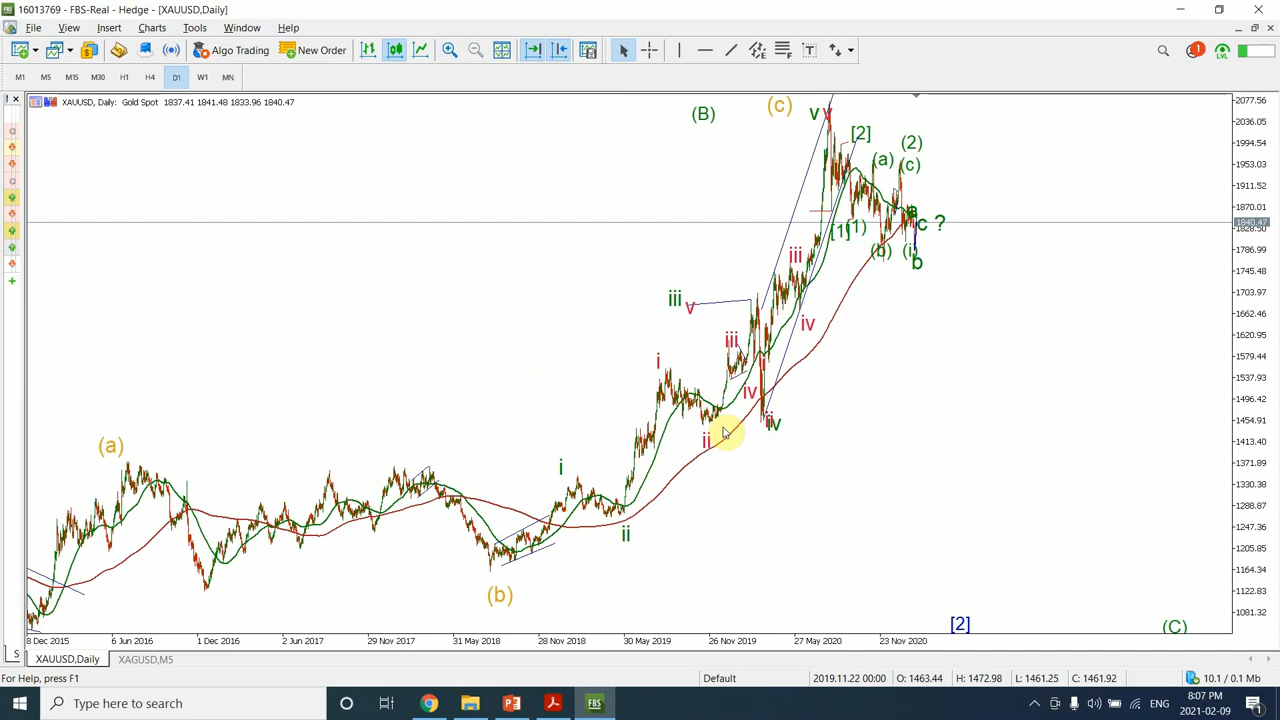 16013769 - FBS-Real - Hedge - [XAUUSD,Daily]
File View Insert Charts Tools Window Help
Algo Trading New Order
LVL
M1 M5 M15 M30 H1 H4 D1 W1 MN
XAUUSD, Daily: Gold Spot 1837.41 1841.48 1833.96 1840.47
2077.56
2036.05
1994.54
1953.03
1911.52
1870.01
1840.47
1828.50
1786.99
1745.48
1703.97
1662.46
1620.95
1579.44
1537.93
1496.42
1454.91
1413.40
1371.89
1330.38
1288.87
1247.36
1205.85
1164.34
1122.83
1081.32
(B)
(c)
v v
[2]
(2)
(a)
(c)
a
c ?
[1] (1)
(b) (i)
b
iii
iii
v
iv
iii
i
i
iv
ii
iv
ii
(a)
i
ii
(b)
[2]
(C)
8 Dec 2015 6 Jun 2016 1 Dec 2016 2 Jun 2017 29 Nov 2017 31 May 2018 28 Nov 2018 30 May 2019 26 Nov 2019 27 May 2020 23 Nov 2020
S XAUUSD,Daily XAGUSD,M5
For Help, press F1 Default 2019.11.22 00:00 O: 1463.44 H: 1472.98 L: 1461.25 C: 1461.92 10.1 / 0.1 Mb
Type here to search
FBS
ENG
8:07 PM
2021-02-09
1